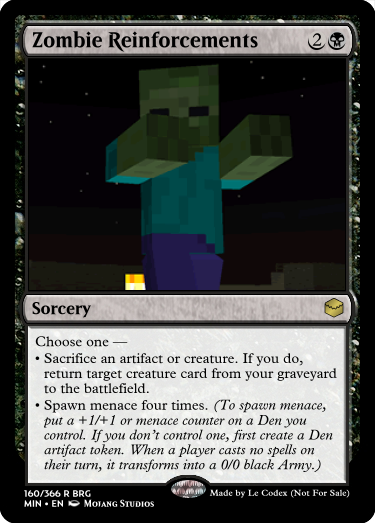 Zombie Reinforcements 2
Sorcery
Choose one —
• Sacrifice an artifact or creature. If you do,
return target creature card from your graveyard
to the battlefield.
• Spawn menace four times. (To spawn menace,
put a +1/+1 or menace counter on a Den you
control. If you don't control one, first create a Den
artifact token. When a player casts no spells on
their turn, it transforms into a 0/0 black Army.)
160/366 R BRG
MIN • EN Mojang Studios
Made by Le Codex (Not For Sale)